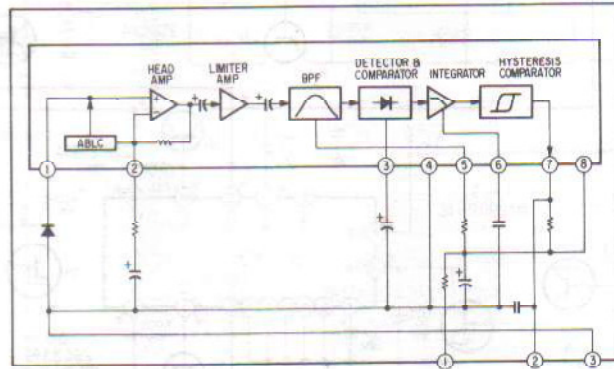 HEAD
AMP
LIMITER
AMP
BPF
DETECTOR &
COMPARATOR
INTEGRATOR
HYSTERESIS
COMPARATOR
+
−
+
+
ABLC
1 2 3 4 5 6 7 8
+
+
+
1 2 3